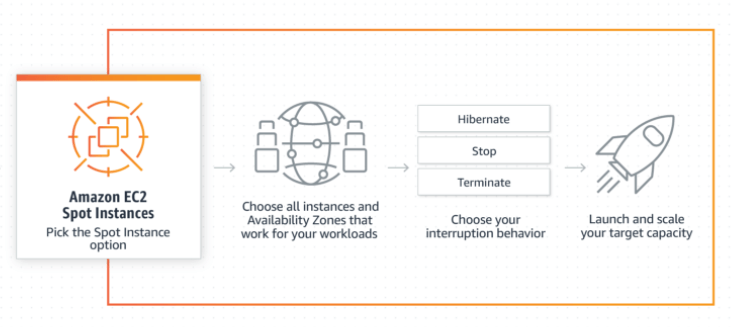 Amazon EC2
Spot Instances
Pick the Spot Instance
option
Choose all instances and
Availability Zones that
work for your workloads
Hibernate
Stop
Terminate
Choose your
interruption behavior
Launch and scale
your target capacity